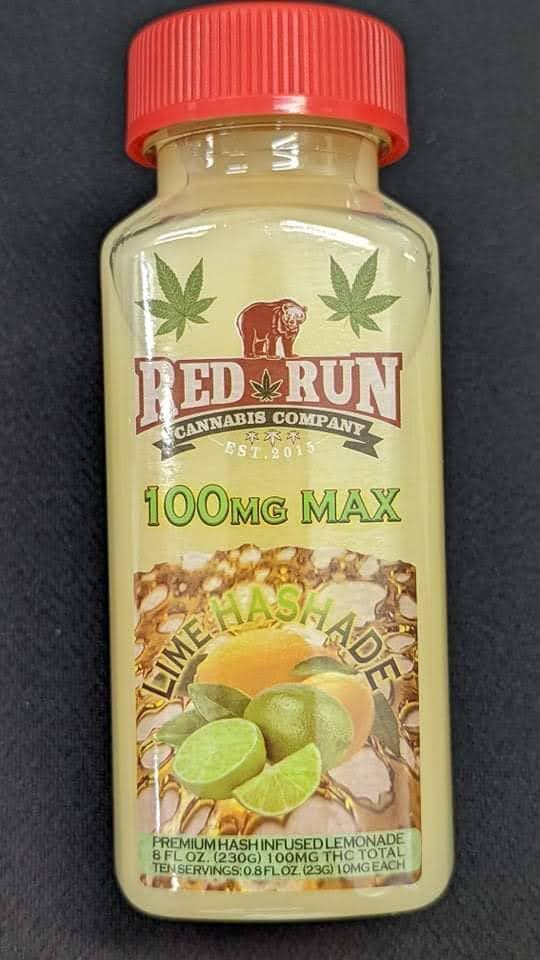 RED RUN
CANNABIS COMPANY
EST. 2015
100MG MAX
LIME HASHADE
PREMIUM HASH INFUSED LEMONADE
8 FL OZ. (230G) 100MG THC TOTAL
TEN SERVINGS: 0.8 FL OZ. (23G) 10MG EACH